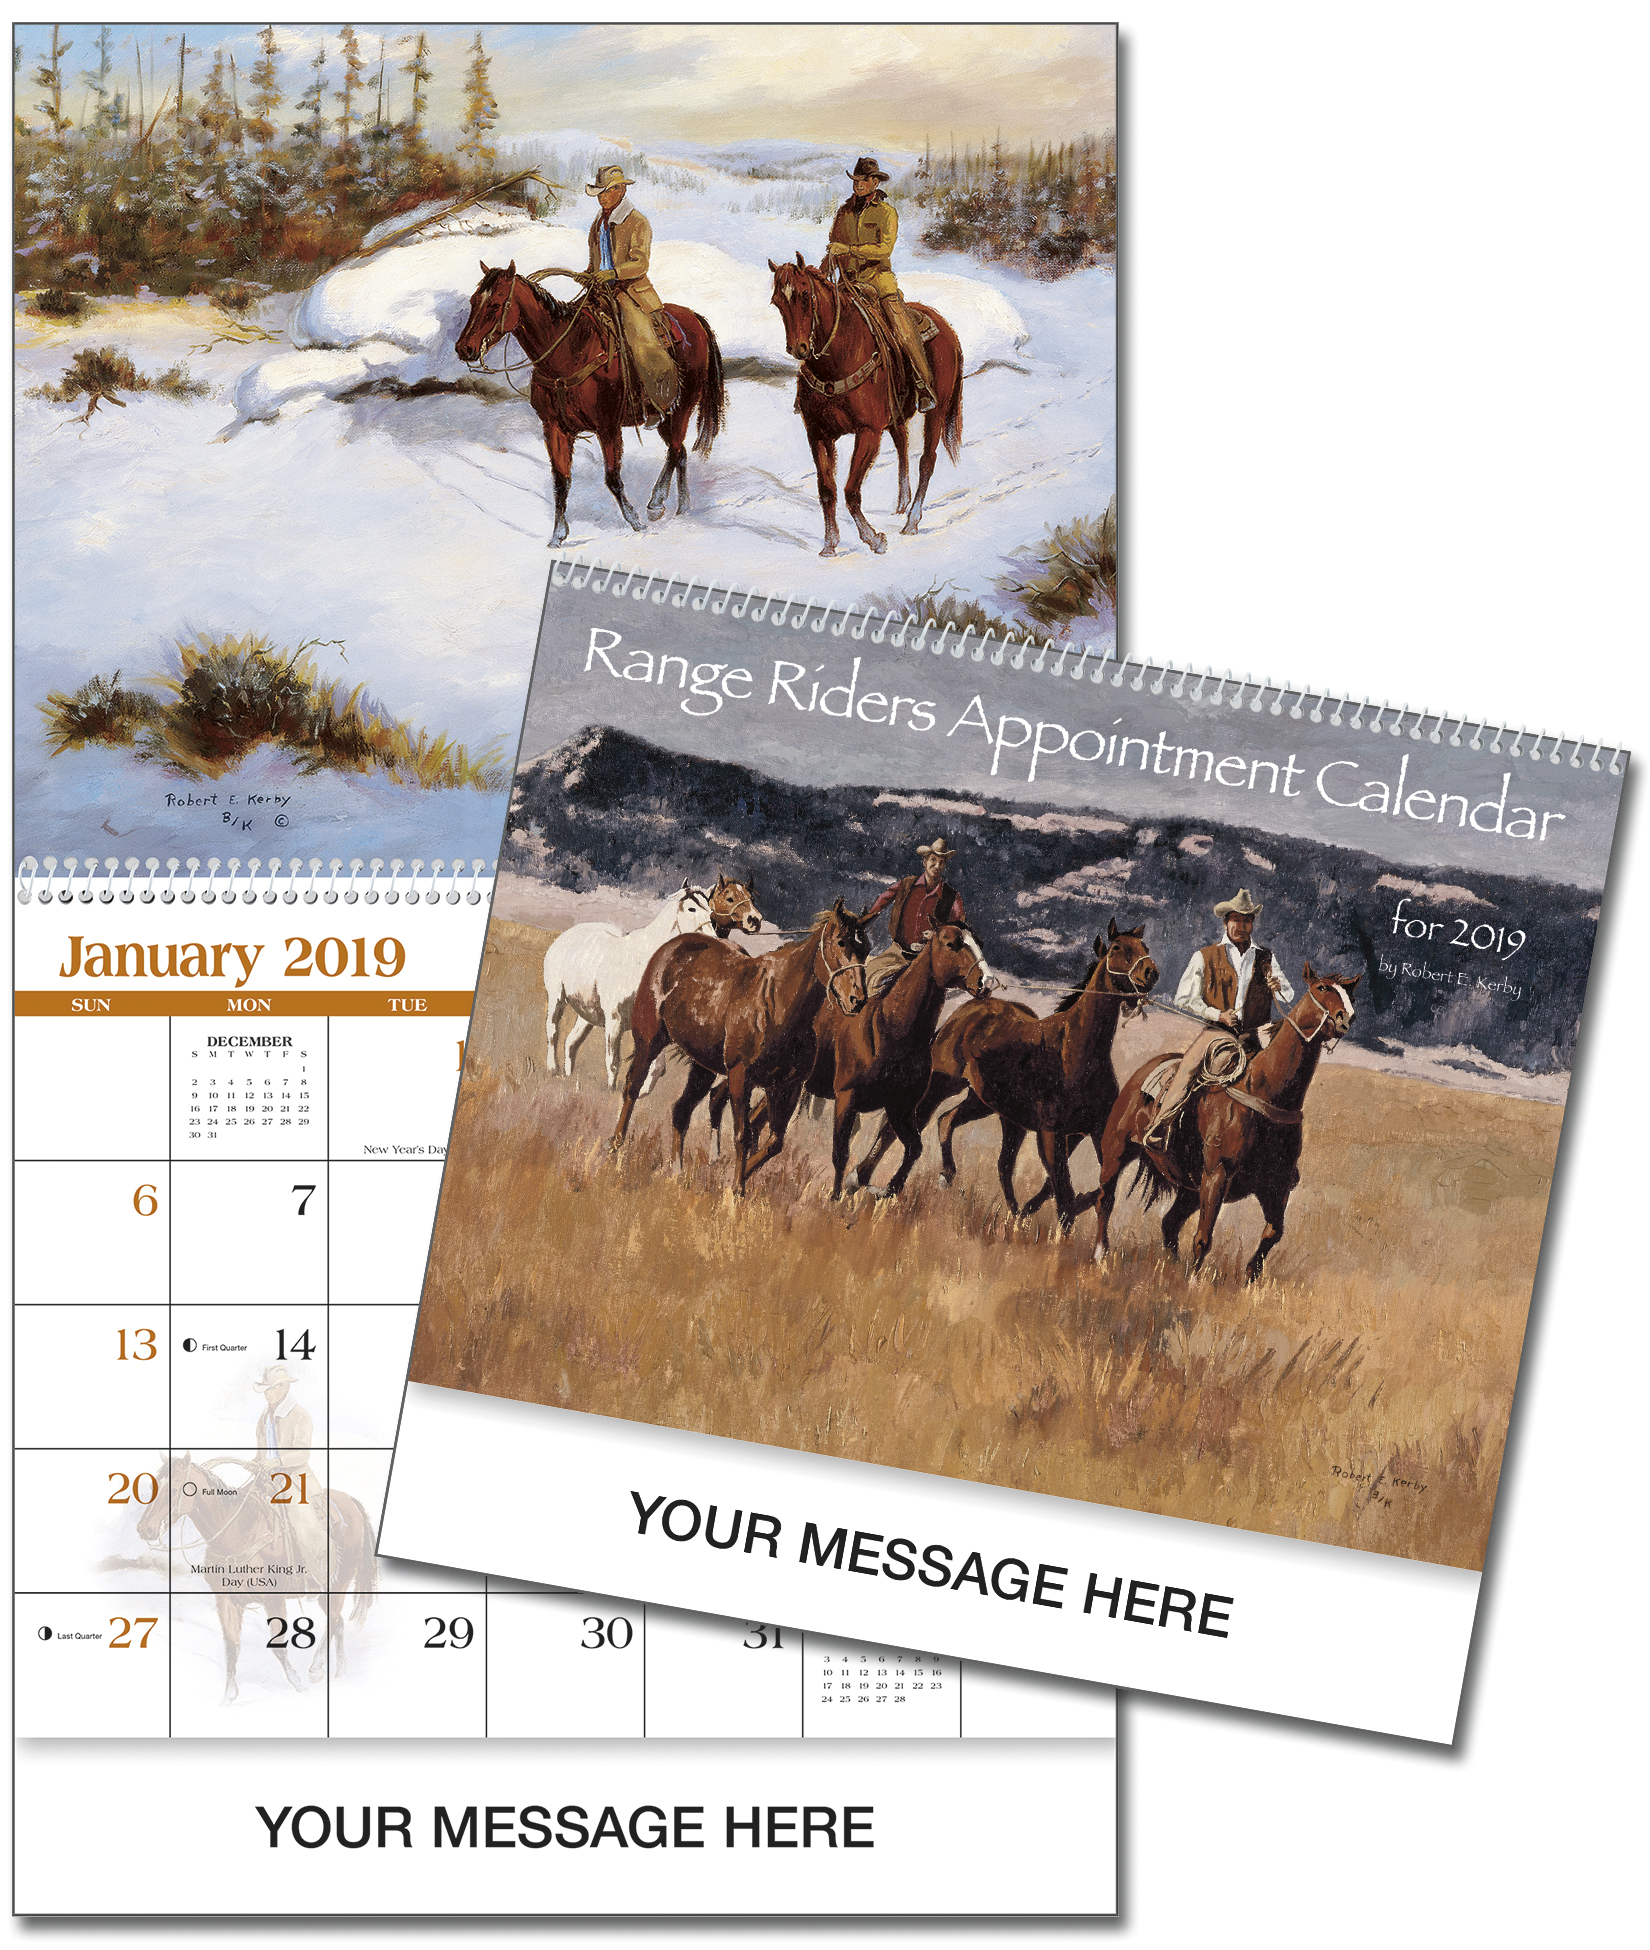 Robert E. Kerby
B/K ©
January 2019
SUN MON TUE
DECEMBER
S M T W T F S
1
2 3 4 5 6 7 8
9 10 11 12 13 14 15
16 17 18 19 20 21 22
23 24 25 26 27 28 29
30 31
New Year's Day
6 7
13 First Quarter 14
20 Full Moon 21
Martin Luther King Jr.
Day (USA)
Last Quarter 27 28 29 30 31
3 4 5 6 7 8 9
10 11 12 13 14 15 16
17 18 19 20 21 22 23
24 25 26 27 28
YOUR MESSAGE HERE
Range Riders Appointment Calendar
for 2019
by Robert E. Kerby
Robert E. Kerby
B/K
YOUR MESSAGE HERE